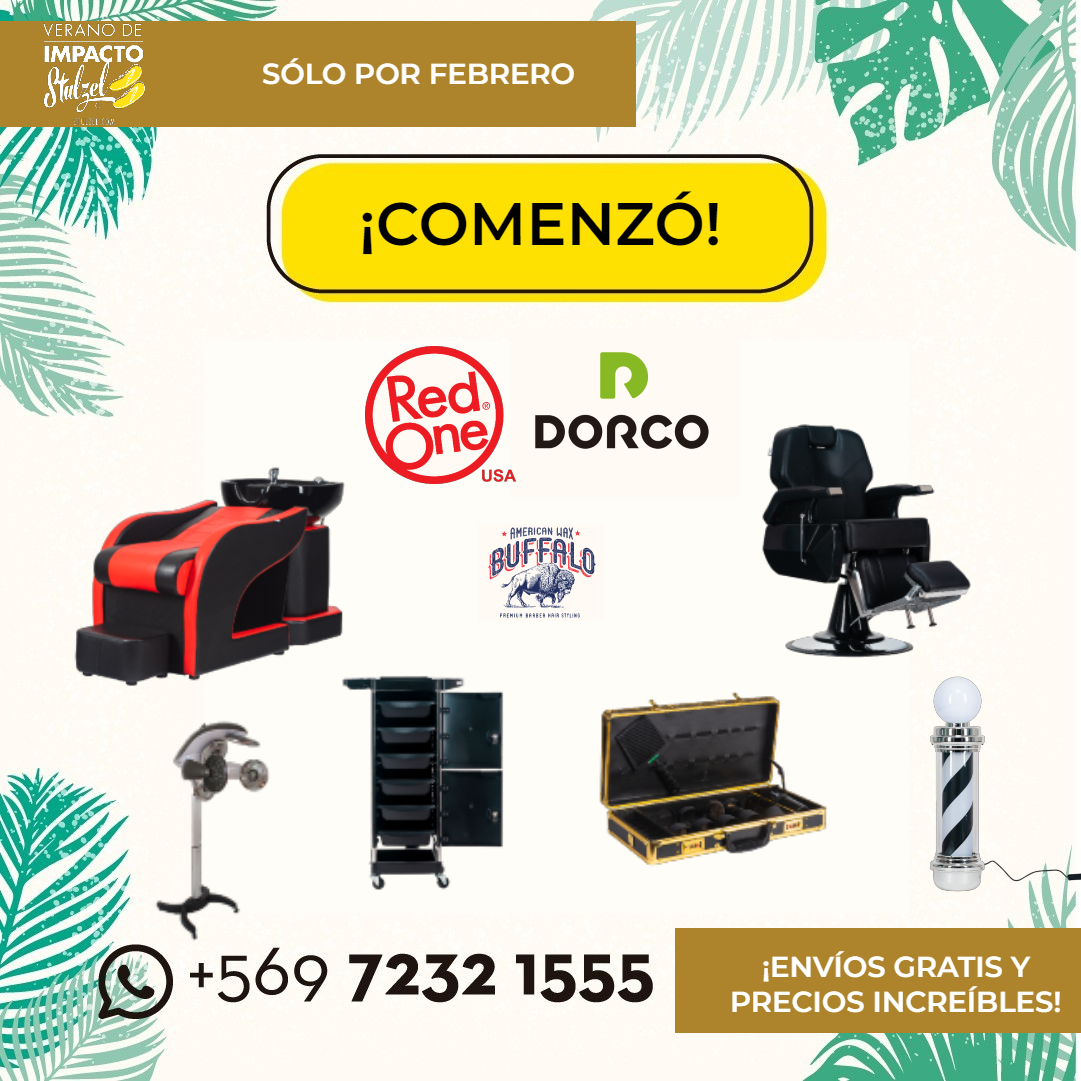 VERANO DE
IMPACTO
Stulzel
SÓLO POR FEBRERO
¡COMENZÓ!
Red®
One
USA
DORCO
AMERICAN WAX
BUFFALO
PREMIUM BARBER HAIR STYLING
+569 7232 1555
¡ENVÍOS GRATIS Y
PRECIOS INCREÍBLES!